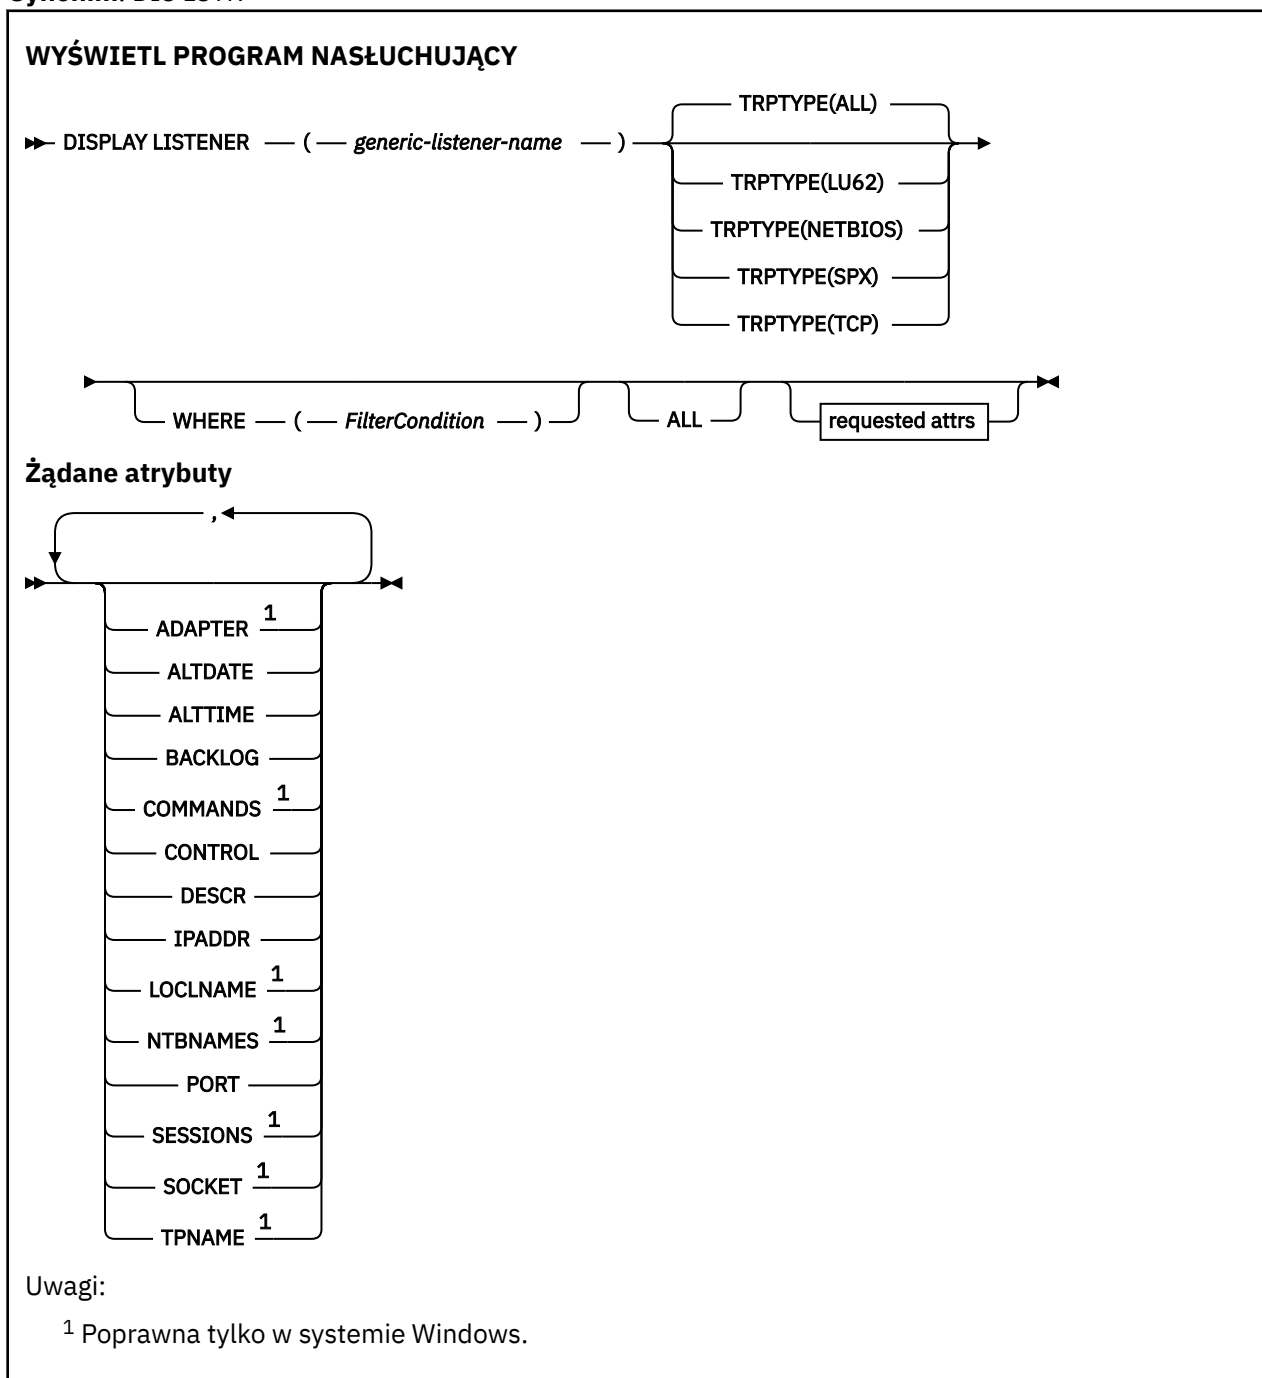 WYŚWIETL PROGRAM NASŁUCHUJĄCY
TRPTYPE(ALL)
DISPLAY LISTENER ( generic-listener-name )
TRPTYPE(LU62)
TRPTYPE(NETBIOS)
TRPTYPE(SPX)
TRPTYPE(TCP)
WHERE ( FilterCondition ) ALL requested attrs
Żądane atrybuty
,
ADAPTER 1
ALTDATE
ALTTIME
BACKLOG
COMMANDS 1
CONTROL
DESCR
IPADDR
LOCLNAME 1
NTBNAMES 1
PORT
SESSIONS 1
SOCKET 1
TPNAME 1
Uwagi:
1 Poprawna tylko w systemie Windows.